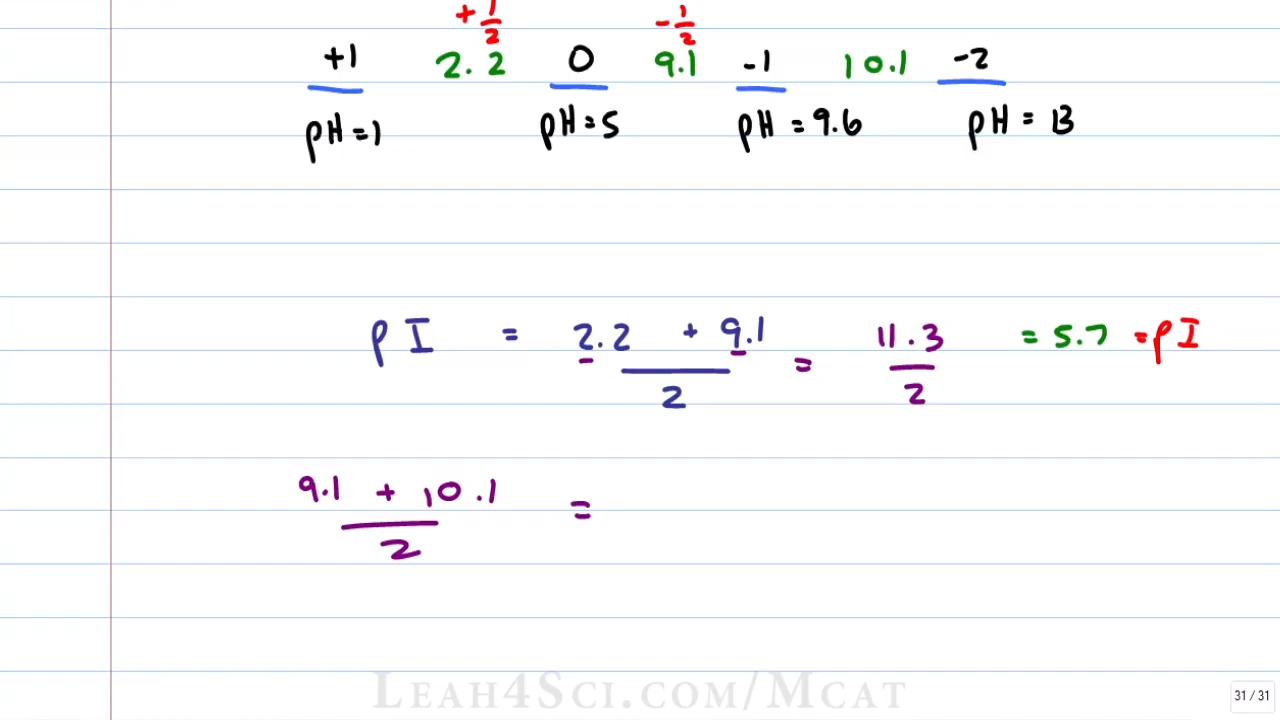 +1/2 -1/2
+1 2.2 0 9.1 -1 10.1 -2
pH=1 pH=5 pH=9.6 pH=13
pI = 2.2 + 9.1 / 2 = 11.3 / 2 = 5.7 = pI
9.1 + 10.1 / 2 =
LEAH4SCI.COM/MCAT
31 / 31